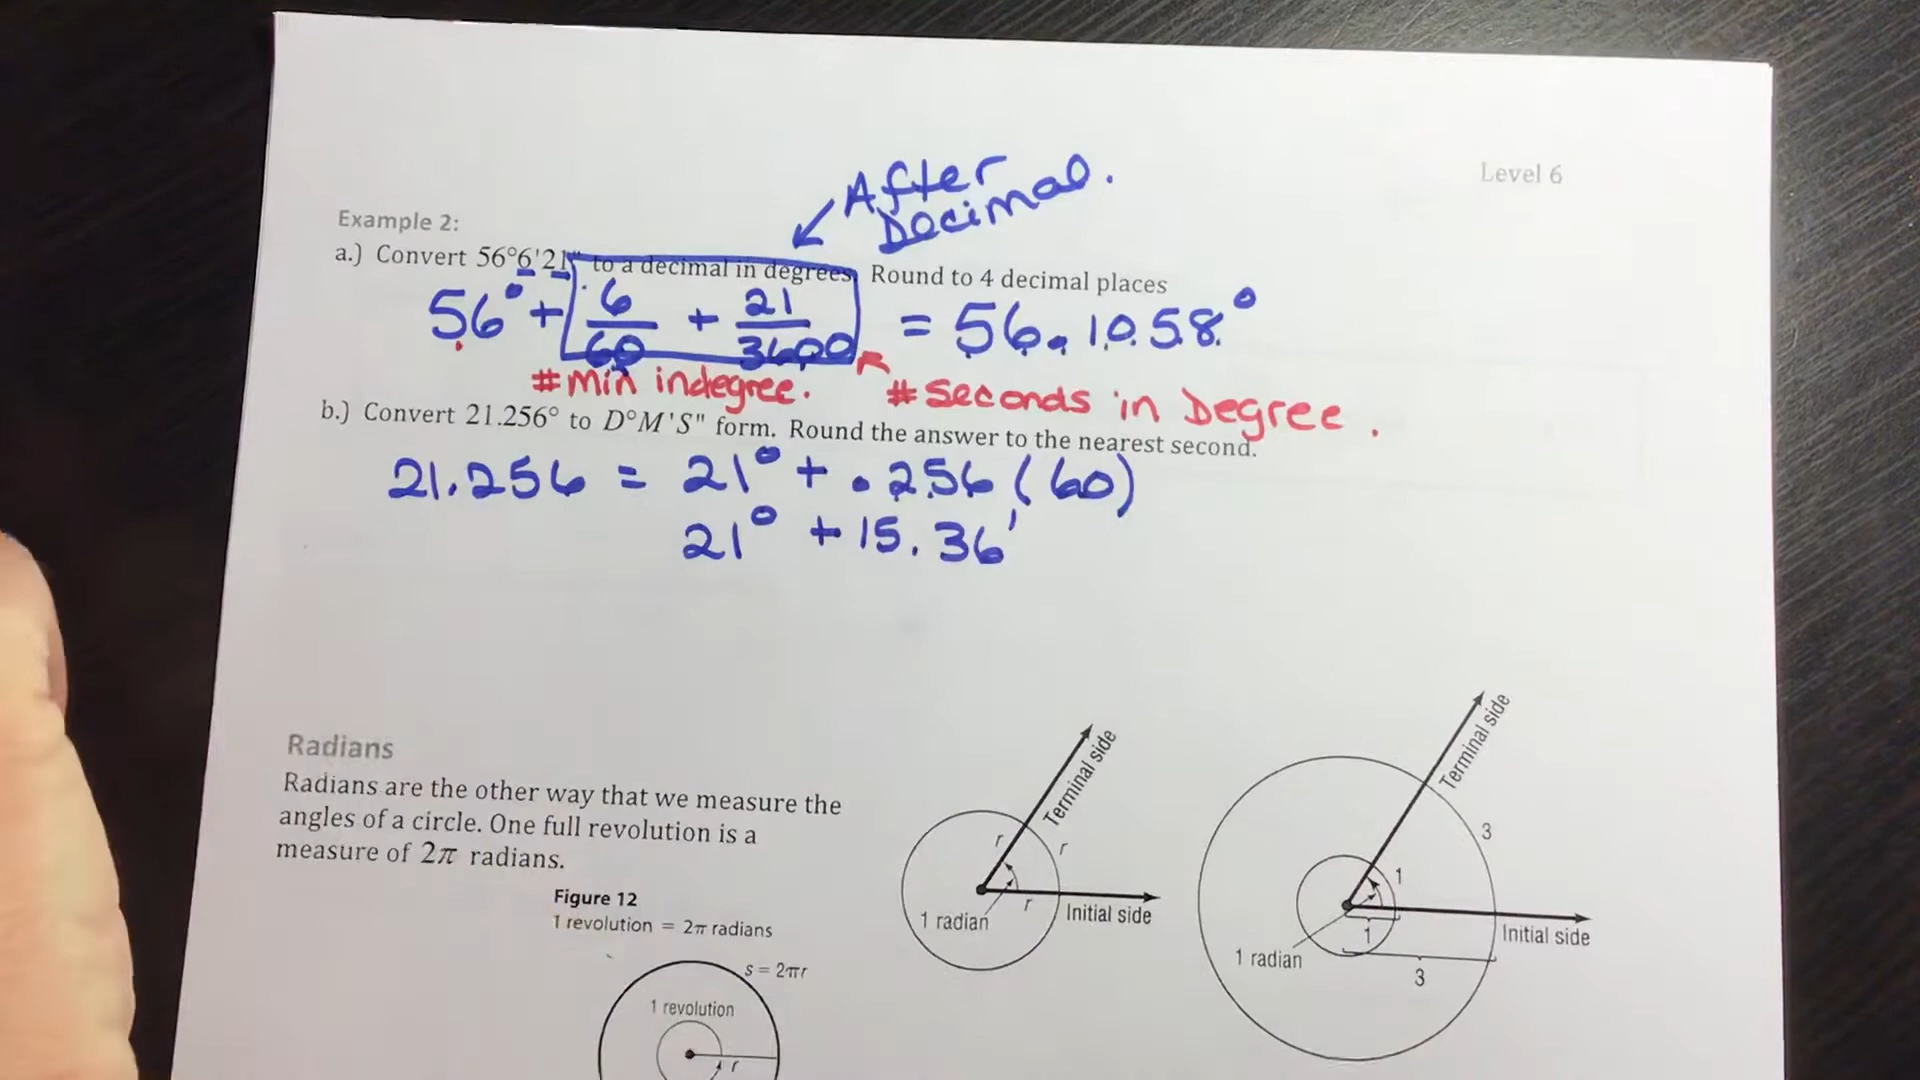 After
Decimal.
Level 6
Example 2:
a.) Convert 56°6'21" to a decimal in degrees. Round to 4 decimal places
56° + 6/60 + 21/3600 = 56.1058°
#min indegree.
#seconds in Degree.
b.) Convert 21.256° to D°M'S" form. Round the answer to the nearest second.
21.256 = 21° + .256 (60)
21° + 15.36'
Radians
Radians are the other way that we measure the
angles of a circle. One full revolution is a
measure of 2π radians.
Figure 12
1 revolution = 2π radians
s = 2πr
1 revolution
r
Terminal side
r
r
r
1 radian
Initial side
Terminal side
3
1
1
1 radian
Initial side
3